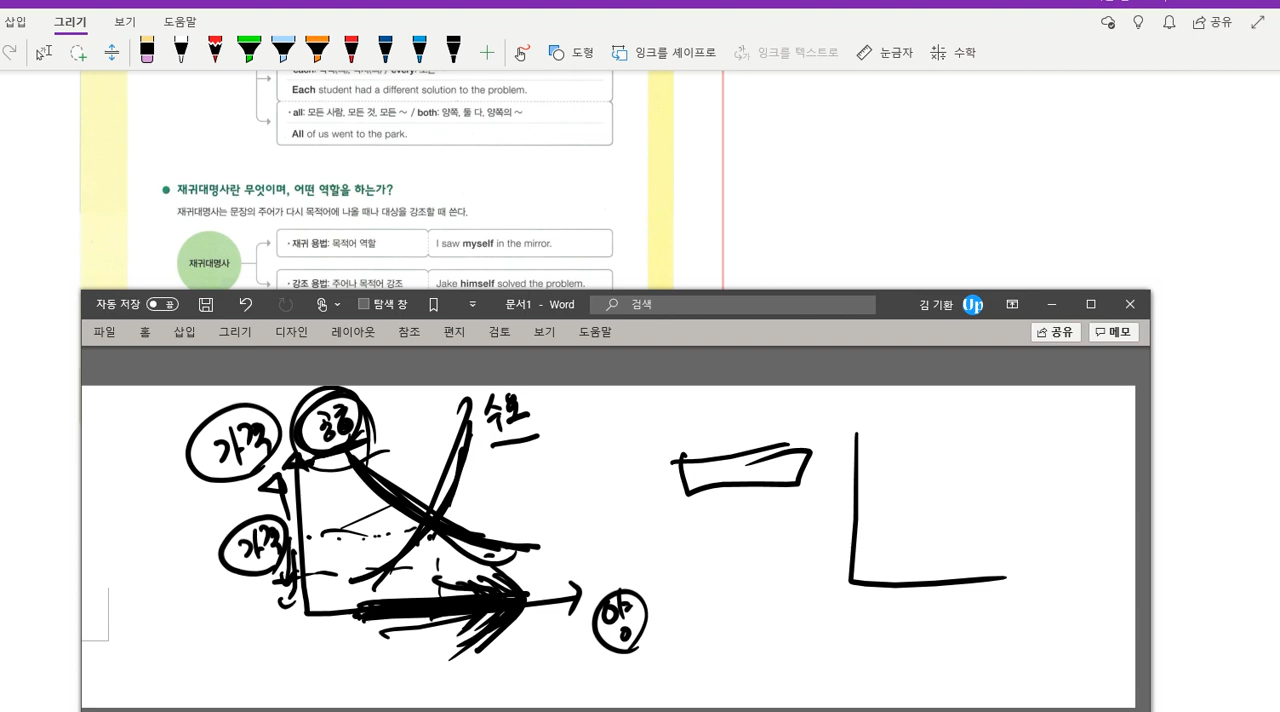 삽입 그리기 보기 도움말
공유
도형 잉크를 셰이프로 잉크를 텍스트로 눈금자 수학
Each student had a different solution to the problem.
· all: 모든 사람, 모든 것, 모든 ~ / both: 양쪽, 둘 다, 양쪽의 ~
All of us went to the park.
재귀대명사란 무엇이며, 어떤 역할을 하는가?
재귀대명사는 문장의 주어가 다시 목적어에 나올 때나 대상을 강조할 때 쓴다.
재귀대명사
· 재귀 용법: 목적어 역할 I saw myself in the mirror.
· 강조 용법: 주어나 목적어 강조 Jake himself solved the problem.
자동 저장 끔 탐색 창 문서1 - Word 검색 김 기환 Up
파일 홈 삽입 그리기 디자인 레이아웃 참조 편지 검토 보기 도움말 공유 메모
가격 공급 수요
가격
양